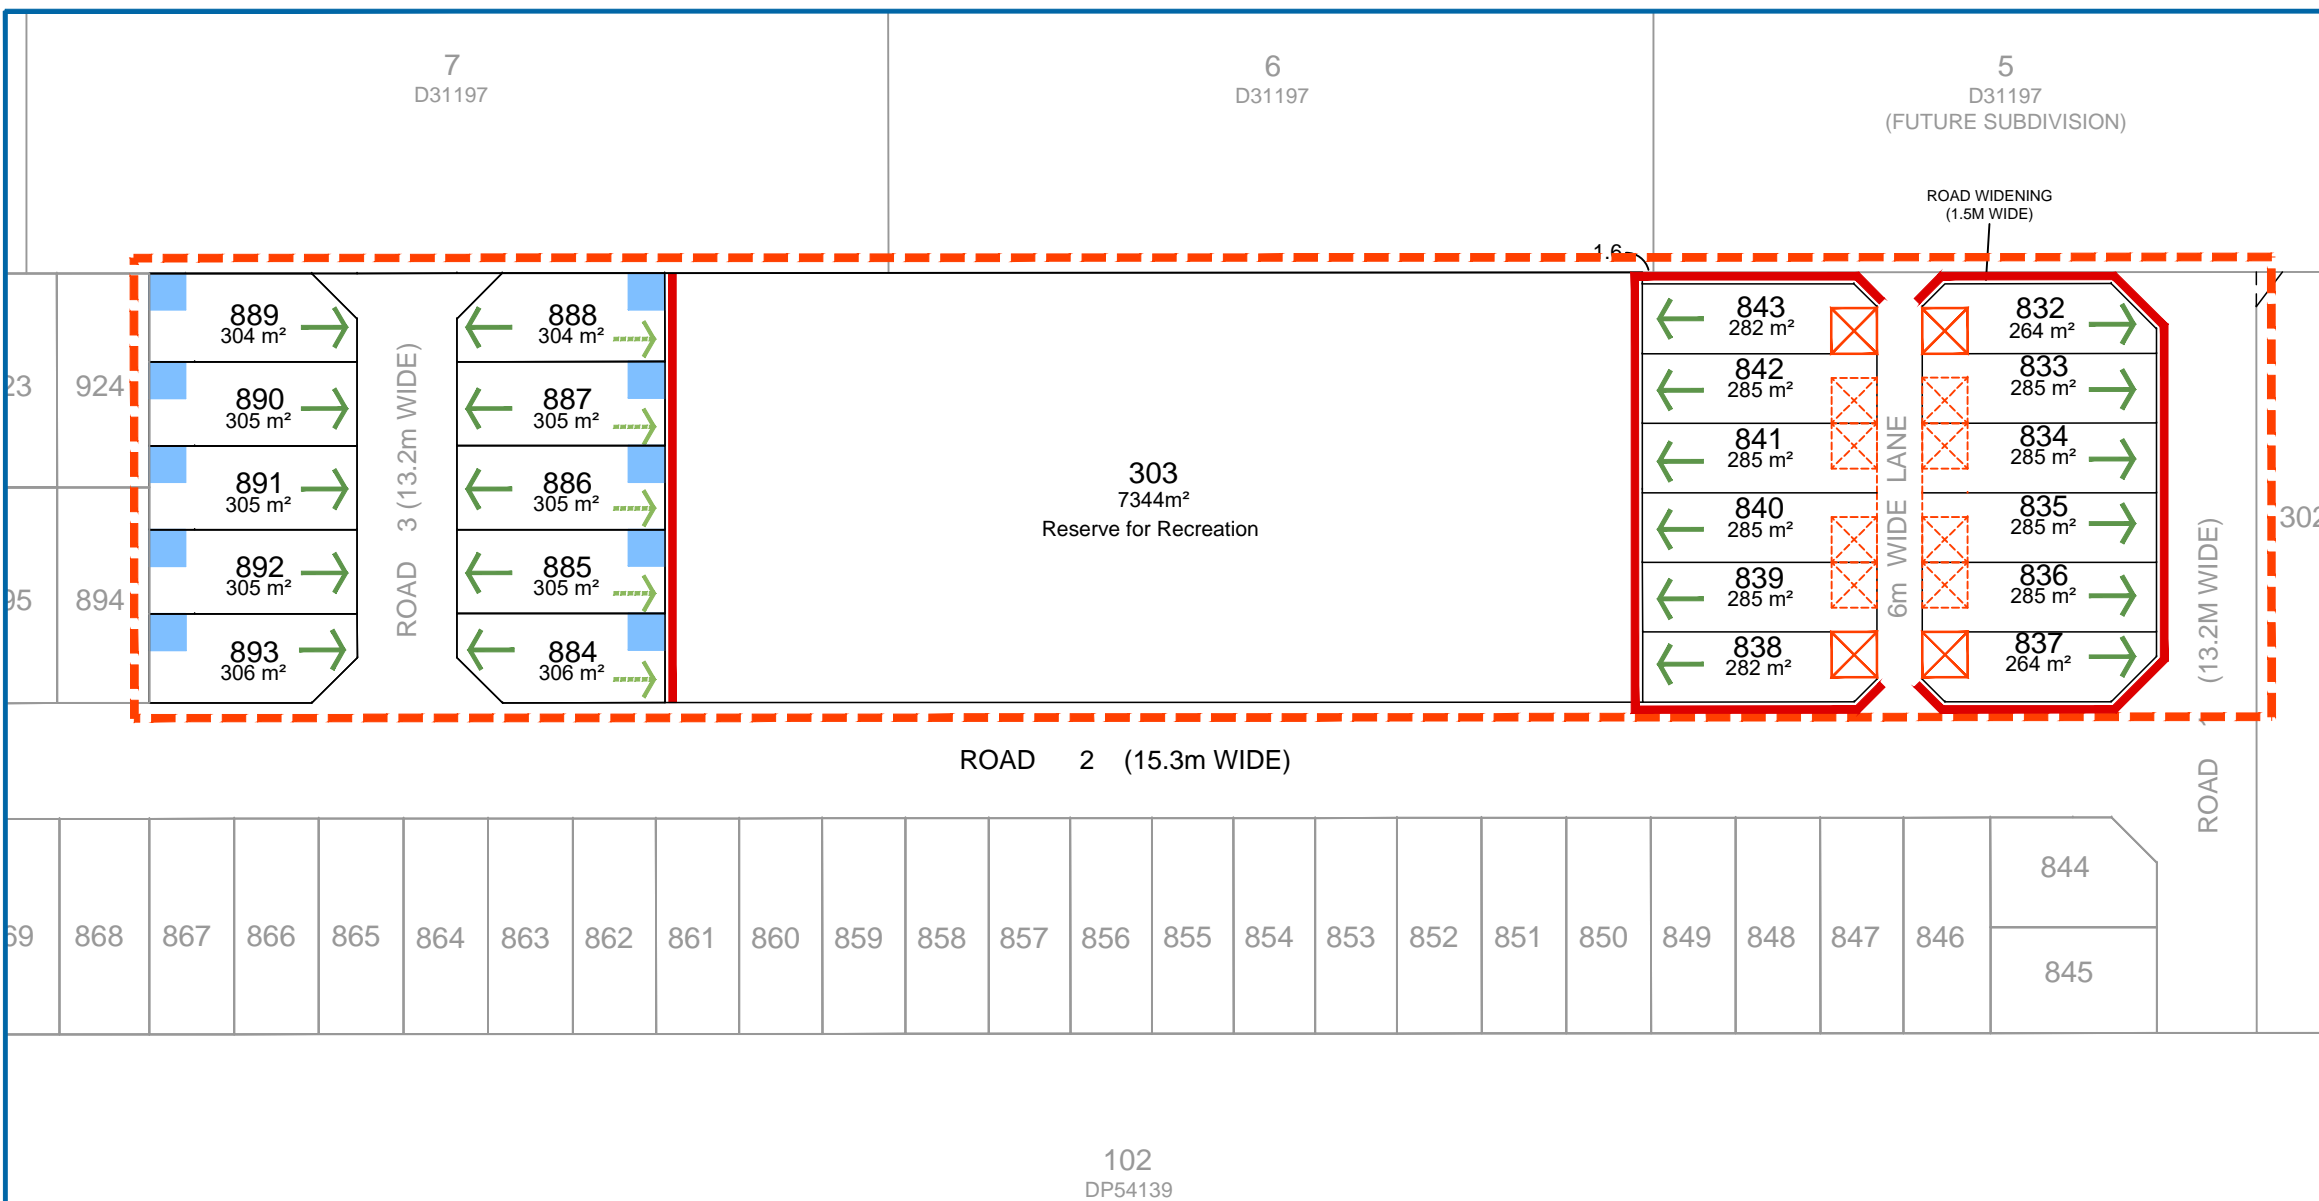 7
D31197
6
D31197
5
D31197
(FUTURE SUBDIVISION)
ROAD WIDENING
(1.5M WIDE)
1.6
889
304 m²
890
305 m²
891
305 m²
892
305 m²
893
306 m²
23
924
95
894
ROAD 3 (13.2m WIDE)
888
304 m²
887
305 m²
886
305 m²
885
305 m²
884
306 m²
303
7344m²
Reserve for Recreation
843
282 m²
842
285 m²
841
285 m²
840
285 m²
839
285 m²
838
282 m²
6m WIDE LANE
832
264 m²
833
285 m²
834
285 m²
835
285 m²
836
285 m²
837
264 m²
302
ROAD 2 (15.3m WIDE)
ROAD (13.2M WIDE)
69
868
867
866
865
864
863
862
861
860
859
858
857
856
855
854
853
852
851
850
849
848
847
846
844
845
102
DP54139